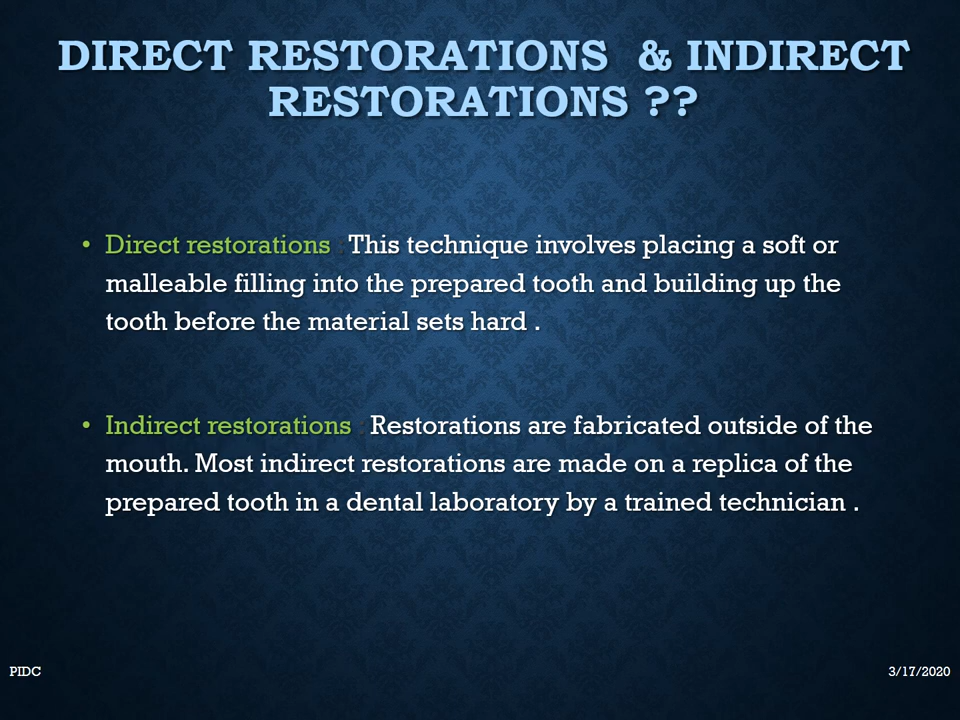 DIRECT RESTORATIONS & INDIRECT
RESTORATIONS ??
• Direct restorations : This technique involves placing a soft or
malleable filling into the prepared tooth and building up the
tooth before the material sets hard .
• Indirect restorations : Restorations are fabricated outside of the
mouth. Most indirect restorations are made on a replica of the
prepared tooth in a dental laboratory by a trained technician .
PIDC
3/17/2020